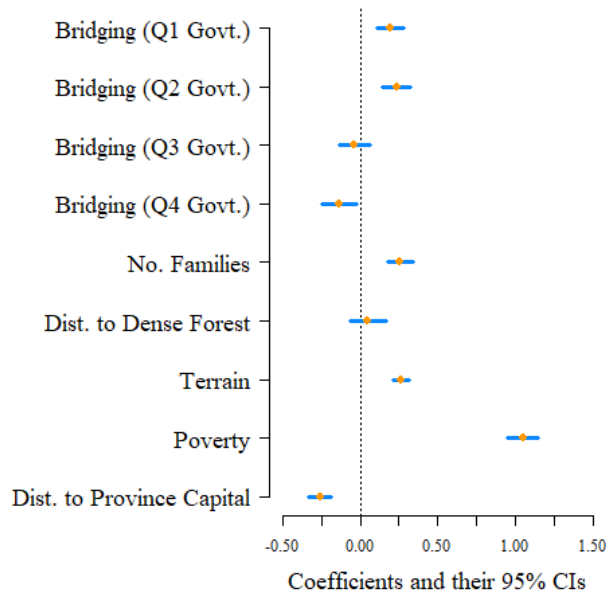 Bridging (Q1 Govt.)
Bridging (Q2 Govt.)
Bridging (Q3 Govt.)
Bridging (Q4 Govt.)
No. Families
Dist. to Dense Forest
Terrain
Poverty
Dist. to Province Capital
-0.50 0.00 0.50 1.00 1.50
Coefficients and their 95% CIs